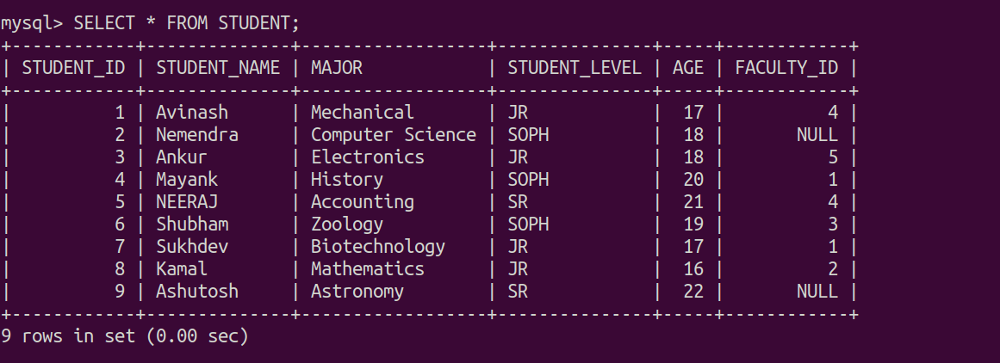 mysql> SELECT * FROM STUDENT;
+------------+--------------+------------------+---------------+-----+------------+
| STUDENT_ID | STUDENT_NAME | MAJOR            | STUDENT_LEVEL | AGE | FACULTY_ID |
+------------+--------------+------------------+---------------+-----+------------+
|          1 | Avinash      | Mechanical       | JR            |  17 |          4 |
|          2 | Nemendra     | Computer Science | SOPH          |  18 |       NULL |
|          3 | Ankur        | Electronics      | JR            |  18 |          5 |
|          4 | Mayank       | History          | SOPH          |  20 |          1 |
|          5 | NEERAJ       | Accounting       | SR            |  21 |          4 |
|          6 | Shubham      | Zoology          | SOPH          |  19 |          3 |
|          7 | Sukhdev      | Biotechnology    | JR            |  17 |          1 |
|          8 | Kamal        | Mathematics      | JR            |  16 |          2 |
|          9 | Ashutosh     | Astronomy        | SR            |  22 |       NULL |
+------------+--------------+------------------+---------------+-----+------------+
9 rows in set (0.00 sec)